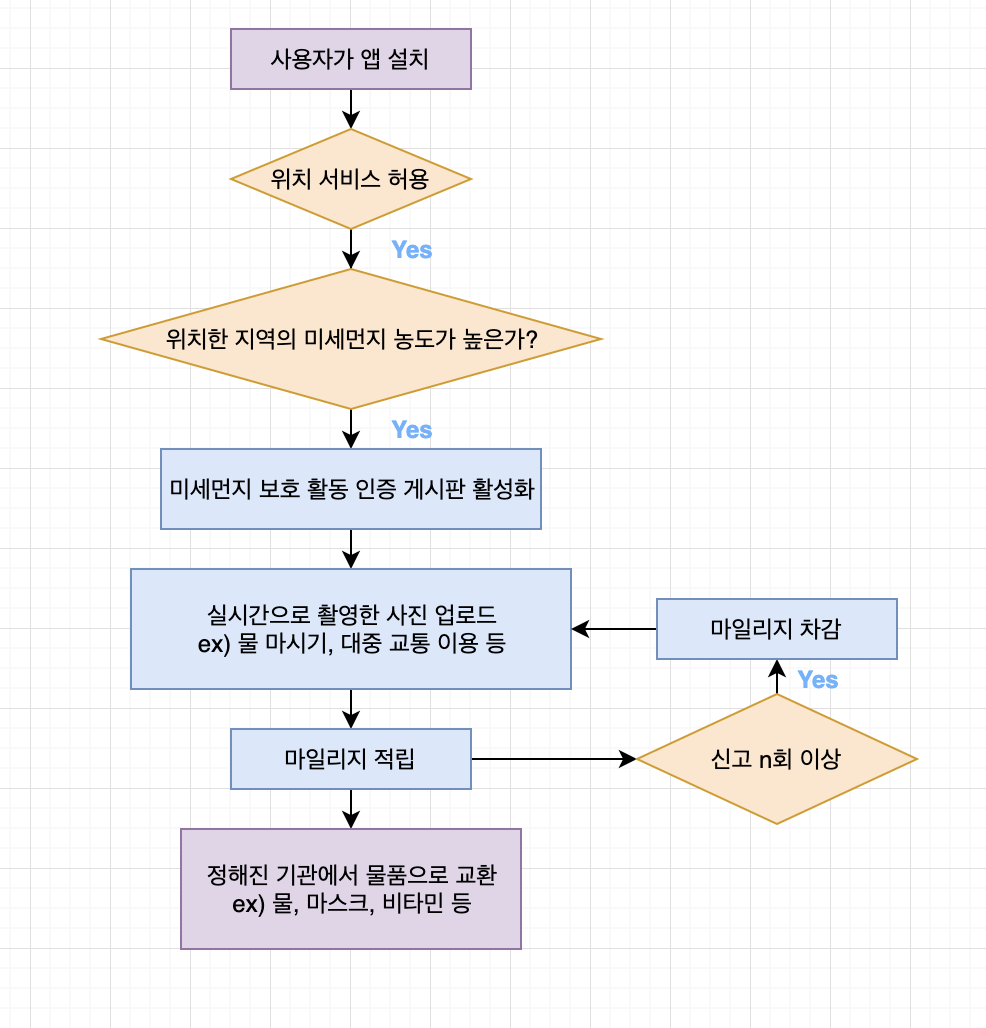 사용자가 앱 설치
위치 서비스 허용
Yes
위치한 지역의 미세먼지 농도가 높은가?
Yes
미세먼지 보호 활동 인증 게시판 활성화
실시간으로 촬영한 사진 업로드
ex) 물 마시기, 대중 교통 이용 등
마일리지 차감
Yes
마일리지 적립
신고 n회 이상
정해진 기관에서 물품으로 교환
ex) 물, 마스크, 비타민 등